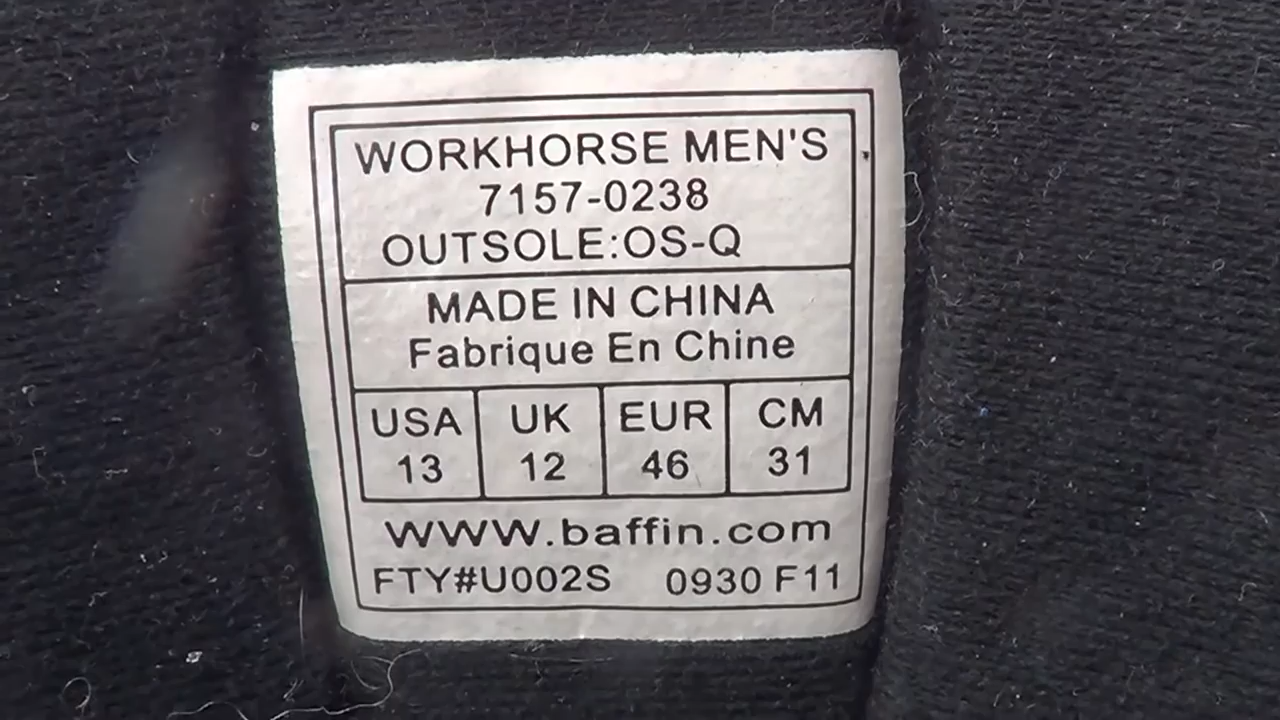 WORKHORSE MEN'S
7157-0238
OUTSOLE:OS-Q
MADE IN CHINA
Fabrique En Chine
USA UK EUR CM
13 12 46 31
WWW.baffin.com
FTY#U002S 0930 F11